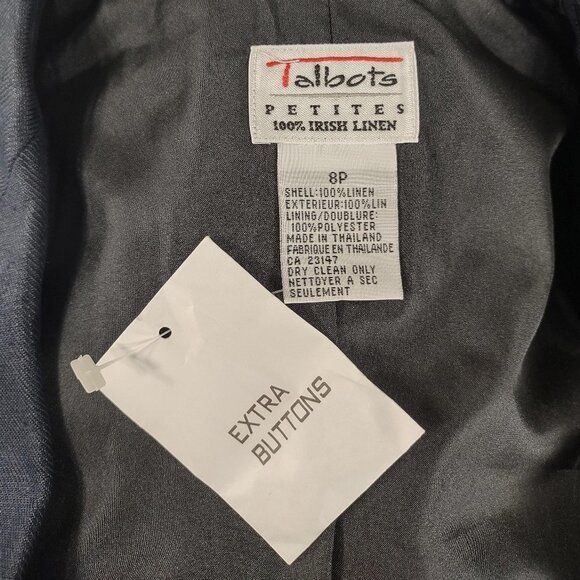 Talbots
PETITES
100% IRISH LINEN
8P
SHELL:100%LINEN
EXTERIEUR:100%LIN
LINING/DOUBLURE:
100%POLYESTER
MADE IN THAILAND
FABRIQUE EN THAILANDE
CA 23147
DRY CLEAN ONLY
NETTOYER A SEC
SEULEMENT
EXTRA
BUTTONS